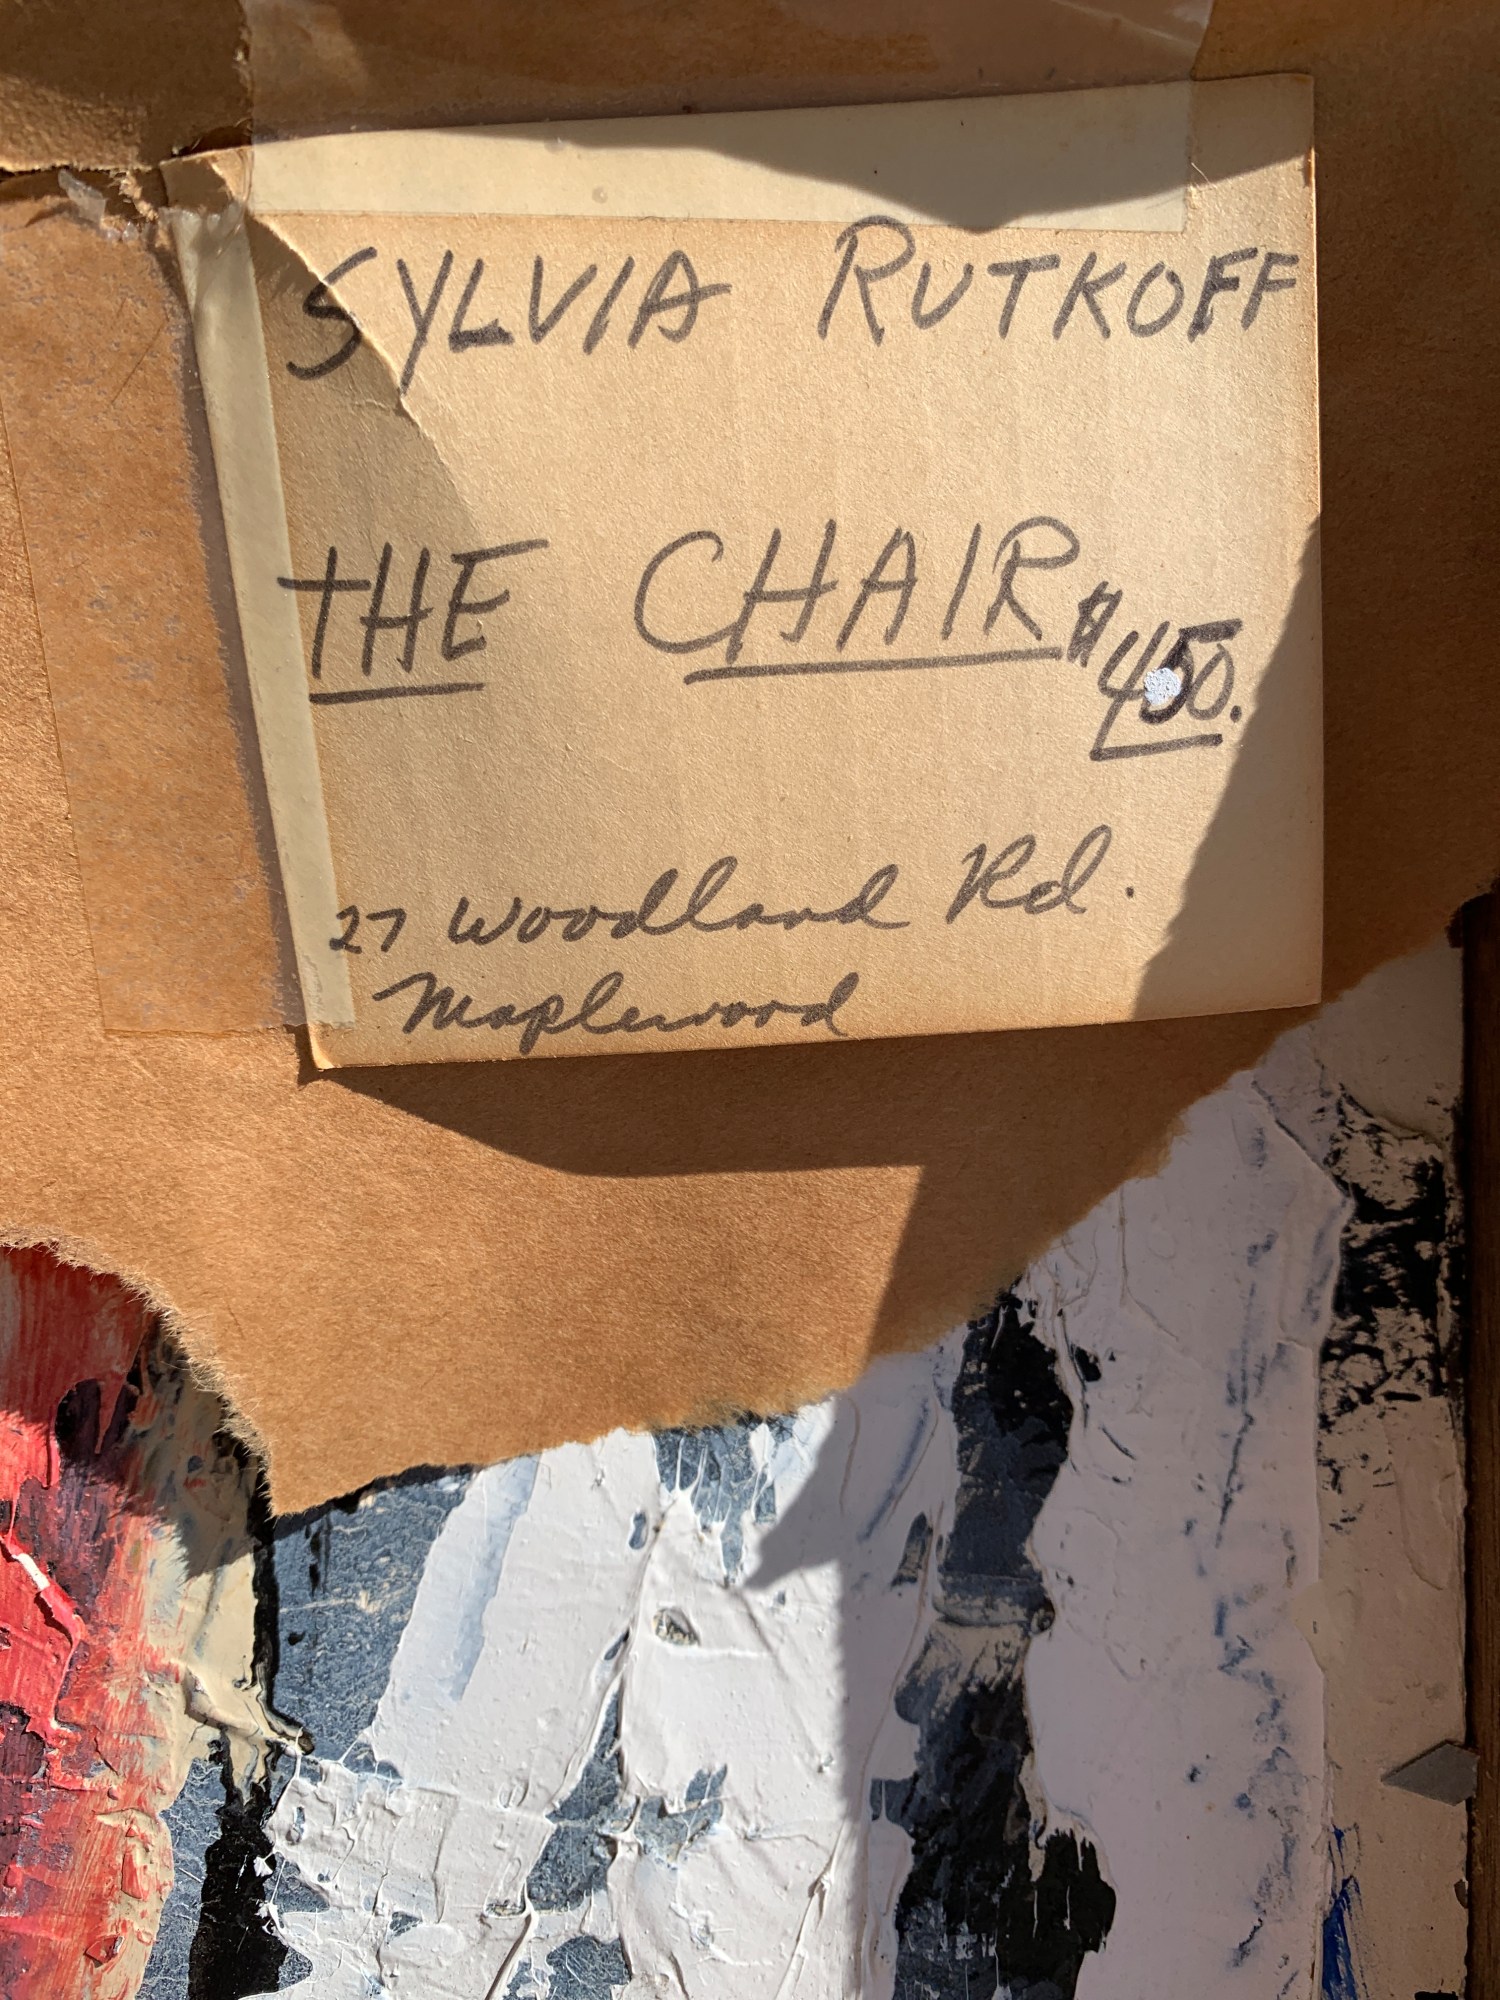 SYLVIA RUTKOFF
THE CHAIR $450.
27 Woodland Rd.
Maplewood